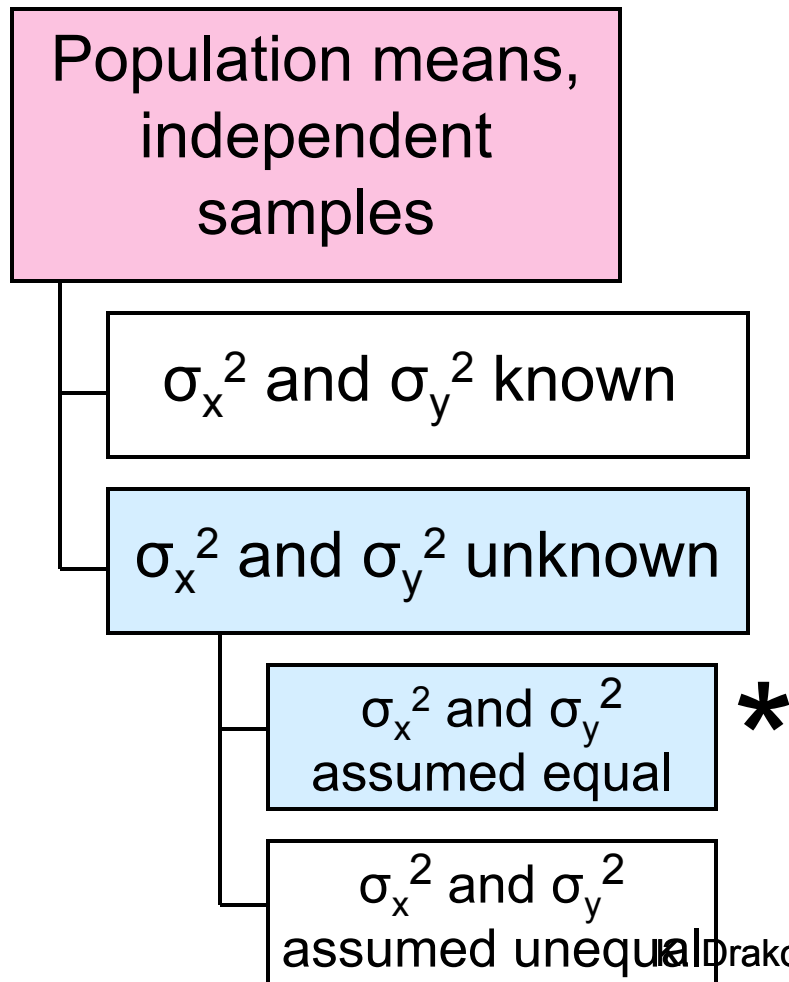 Population means,
independent
samples
σx² and σy² known
σx² and σy² unknown
σx² and σy²
assumed equal
*
σx² and σy²
assumed unequal